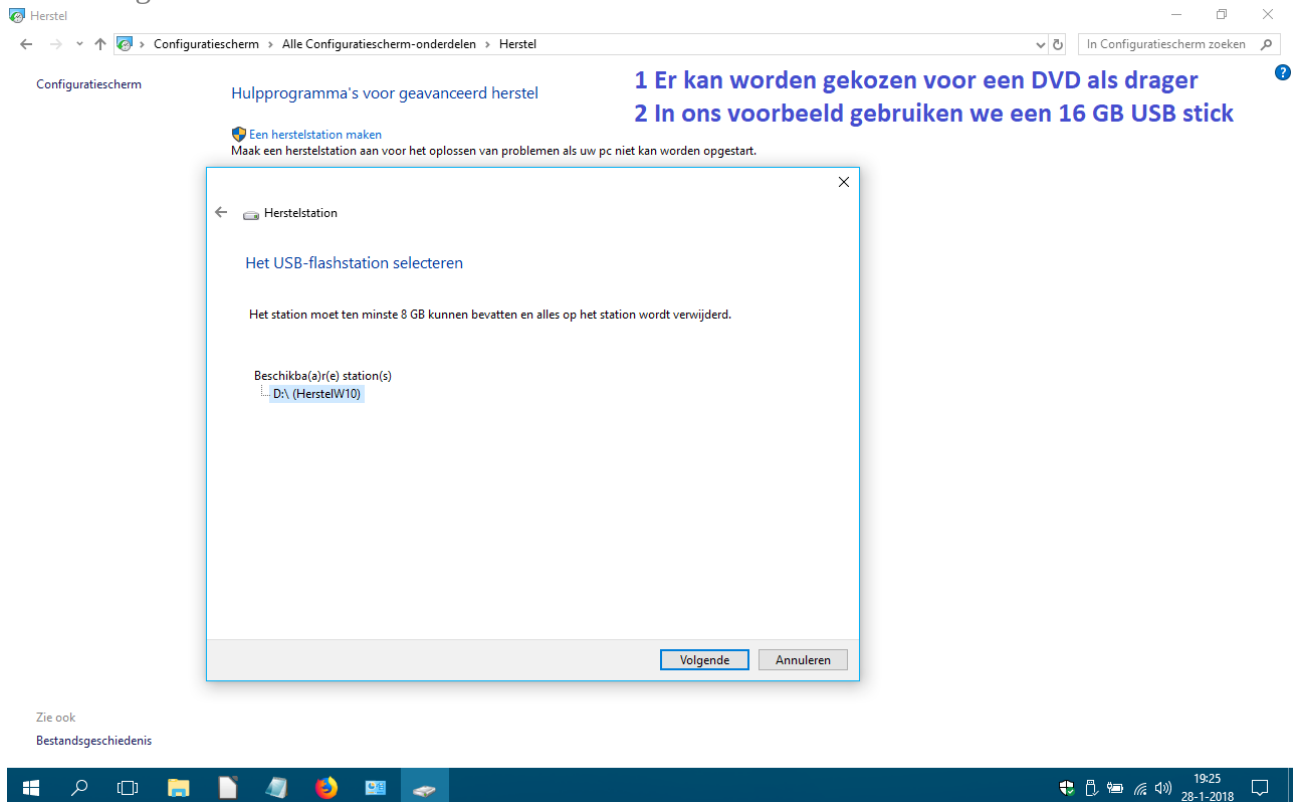 Herstel
Configuratiescherm > Alle Configuratiescherm-onderdelen > Herstel
In Configuratiescherm zoeken
Configuratiescherm
1 Er kan worden gekozen voor een DVD als drager
2 In ons voorbeeld gebruiken we een 16 GB USB stick
Hulpprogramma's voor geavanceerd herstel
Een herstelstation maken
Maak een herstelstation aan voor het oplossen van problemen als uw pc niet kan worden opgestart.
Herstelstation
Het USB-flashstation selecteren
Het station moet ten minste 8 GB kunnen bevatten en alles op het station wordt verwijderd.
Beschikba(a)r(e) station(s)
D:\ (HerstelW10)
Volgende Annuleren
Zie ook
Bestandsgeschiedenis
19:25
28-1-2018